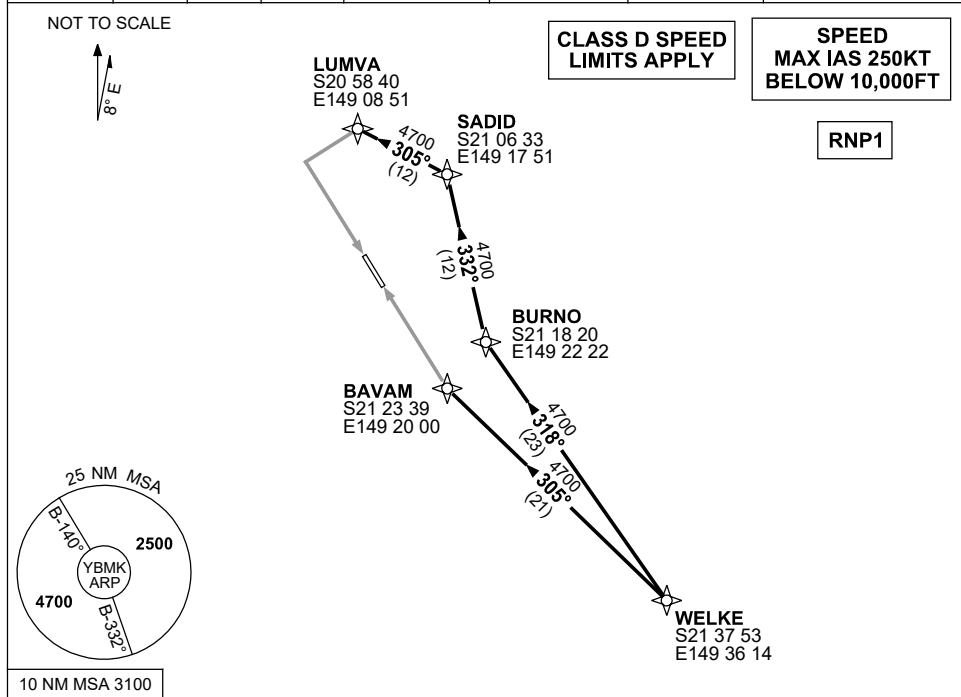 NOT TO SCALE
8° E
CLASS D SPEED
LIMITS APPLY
SPEED
MAX IAS 250KT
BELOW 10,000FT
RNP1
LUMVA
S20 58 40
E149 08 51
4700
305°
(12)
SADID
S21 06 33
E149 17 51
4700
332°
(12)
BURNO
S21 18 20
E149 22 22
BAVAM
S21 23 39
E149 20 00
4700
318°
(23)
4700
305°
(21)
WELKE
S21 37 53
E149 36 14
25 NM MSA
B-140°
2500
YBMK
ARP
4700
B-332°
10 NM MSA 3100